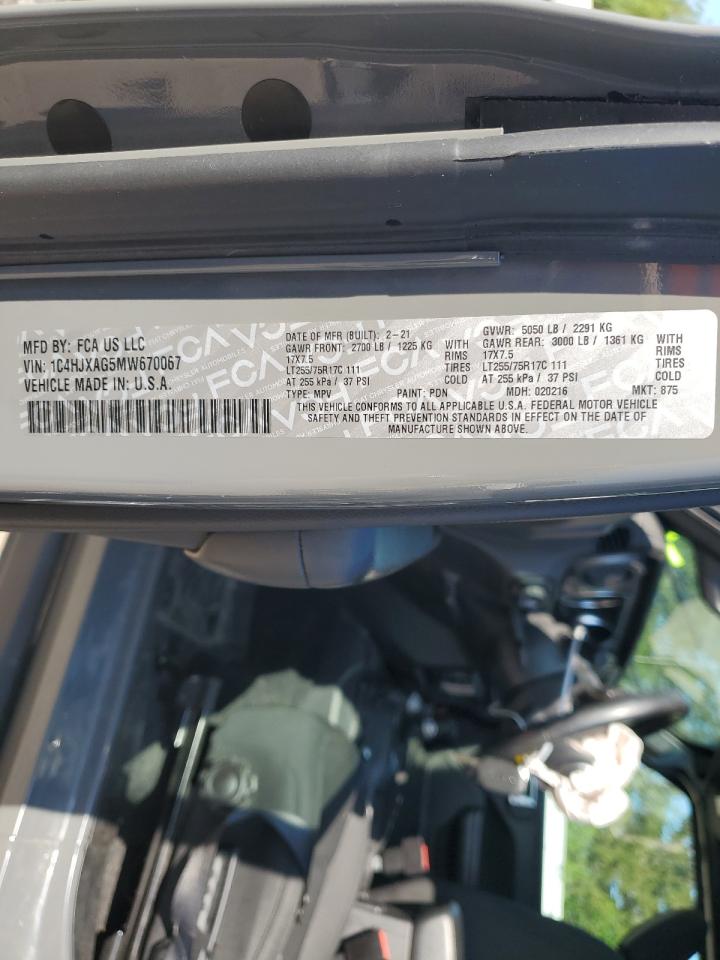 MFD BY: FCA US LLC
VIN: 1C4HJXAG5MW670067
VEHICLE MADE IN U.S.A.
DATE OF MFR (BUILT): 2-21
GAWR FRONT: 2700 LB / 1225 KG WITH
17X7.5 RIMS
LT255/75R17C 111 TIRES
AT 255 kPa / 37 PSI COLD
TYPE: MPV
PAINT: PDN
GVWR: 5050 LB / 2291 KG
GAWR REAR: 3000 LB / 1361 KG WITH
17X7.5 RIMS
LT255/75R17C 111 TIRES
AT 255 kPa / 37 PSI COLD
MDH: 020216
MKT: 875
THIS VEHICLE CONFORMS TO ALL APPLICABLE U.S.A. FEDERAL MOTOR VEHICLE
SAFETY AND THEFT PREVENTION STANDARDS IN EFFECT ON THE DATE OF
MANUFACTURE SHOWN ABOVE.